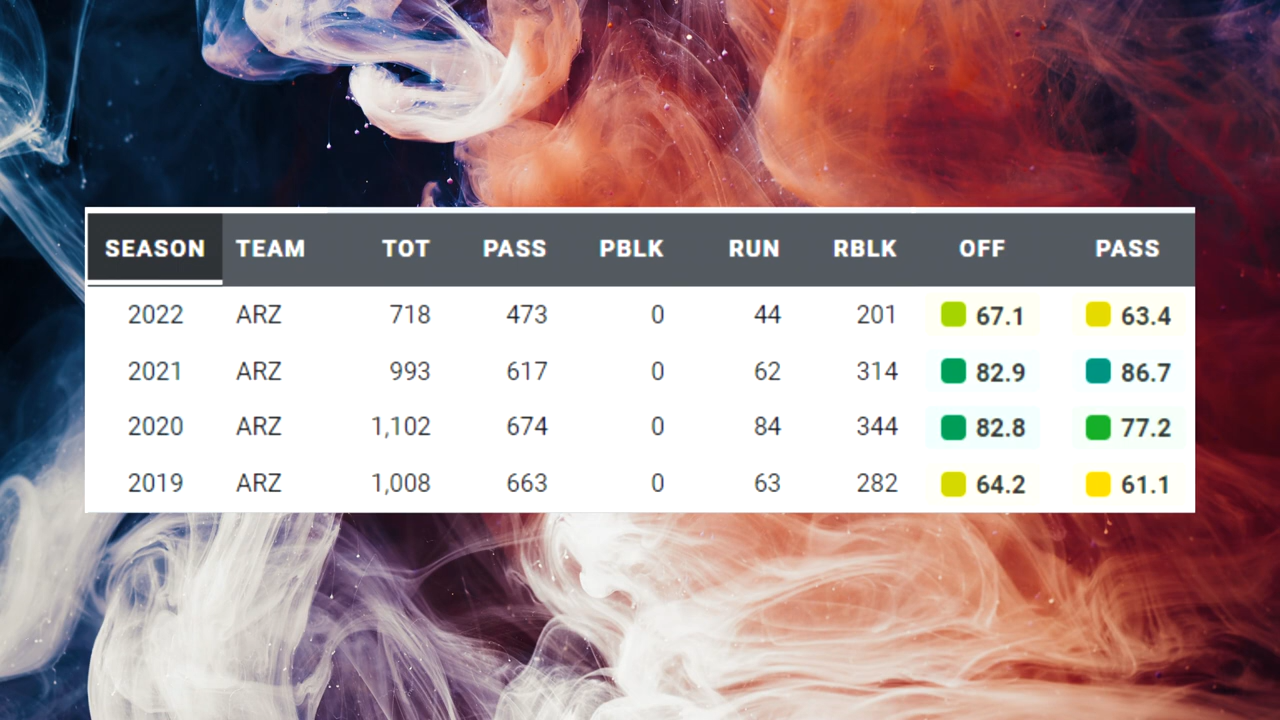 SEASON TEAM TOT PASS PBLK RUN RBLK OFF PASS
2022 ARZ 718 473 0 44 201 67.1 63.4
2021 ARZ 993 617 0 62 314 82.9 86.7
2020 ARZ 1,102 674 0 84 344 82.8 77.2
2019 ARZ 1,008 663 0 63 282 64.2 61.1